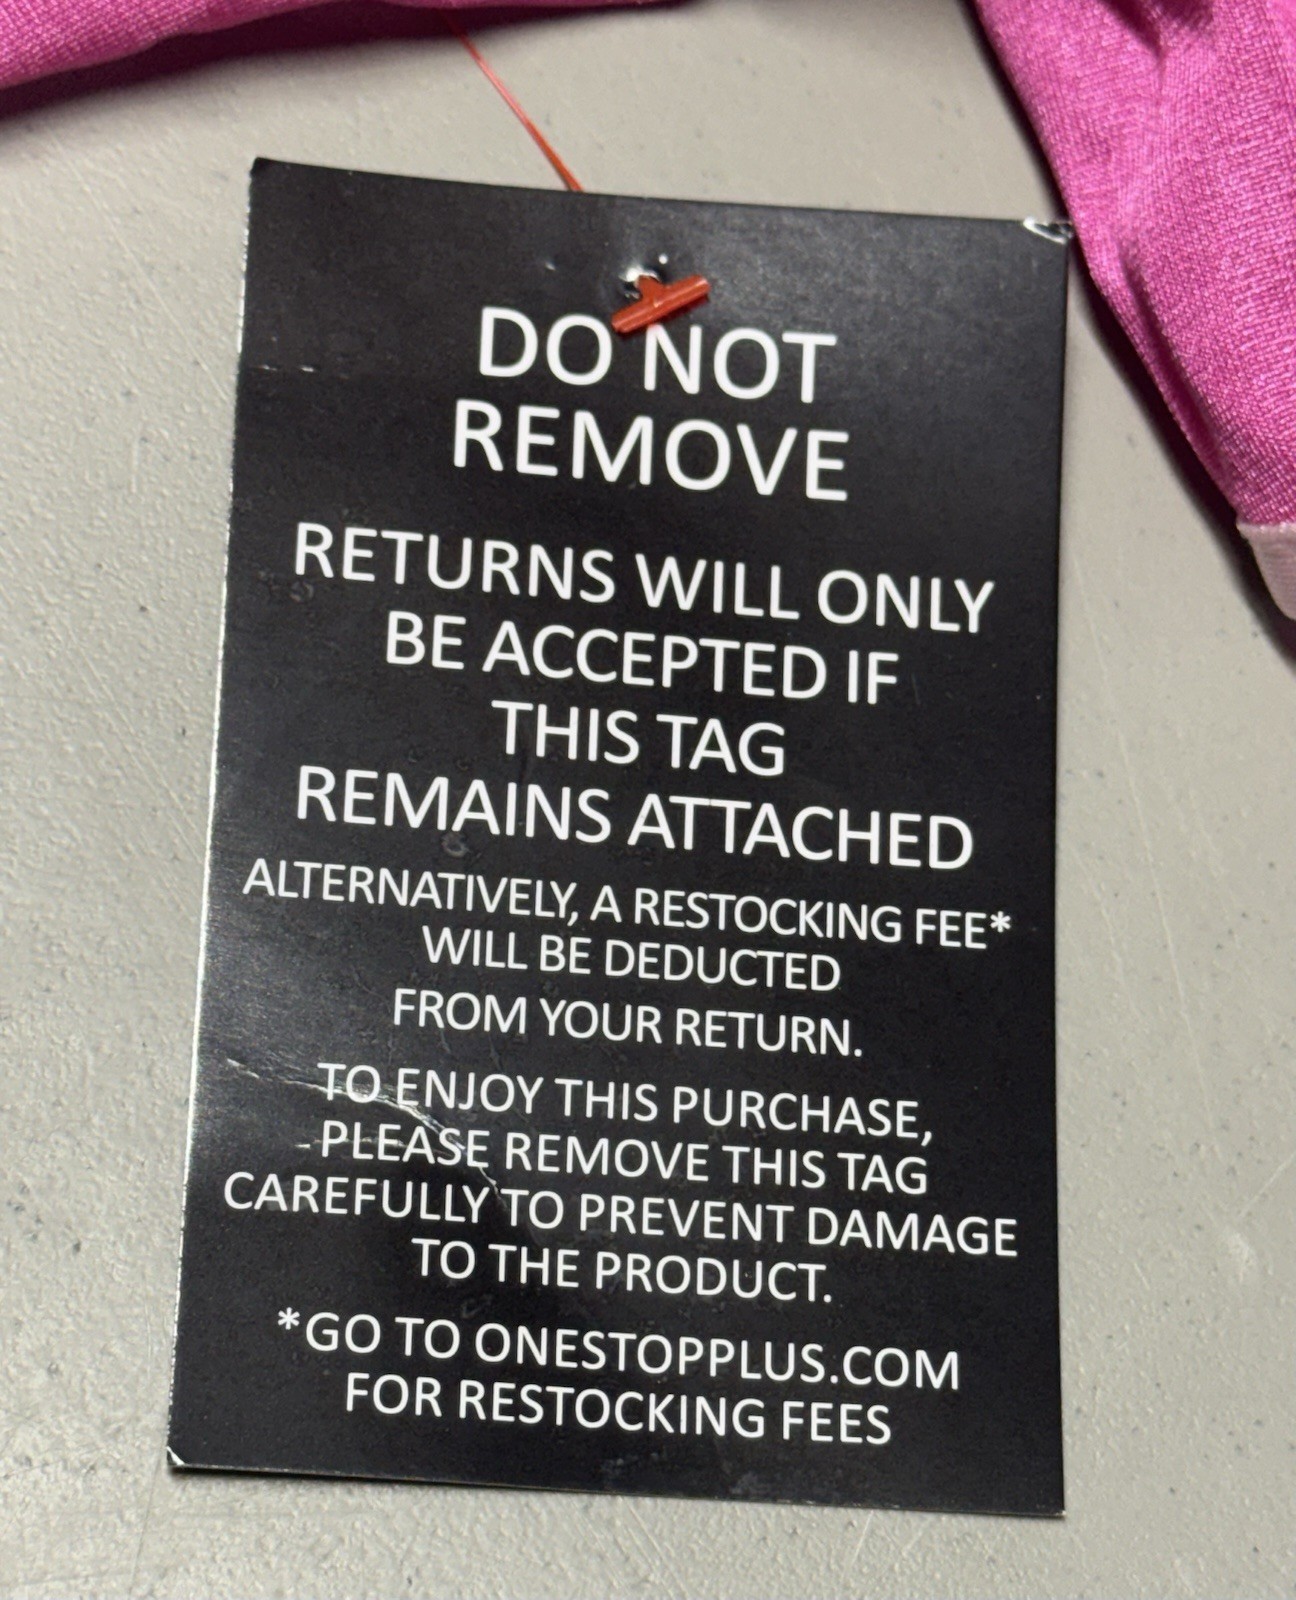 DO NOT
REMOVE
RETURNS WILL ONLY
BE ACCEPTED IF
THIS TAG
REMAINS ATTACHED
ALTERNATIVELY, A RESTOCKING FEE*
WILL BE DEDUCTED
FROM YOUR RETURN.
TO ENJOY THIS PURCHASE,
PLEASE REMOVE THIS TAG
CAREFULLY TO PREVENT DAMAGE
TO THE PRODUCT.
*GO TO ONESTOPPLUS.COM
FOR RESTOCKING FEES